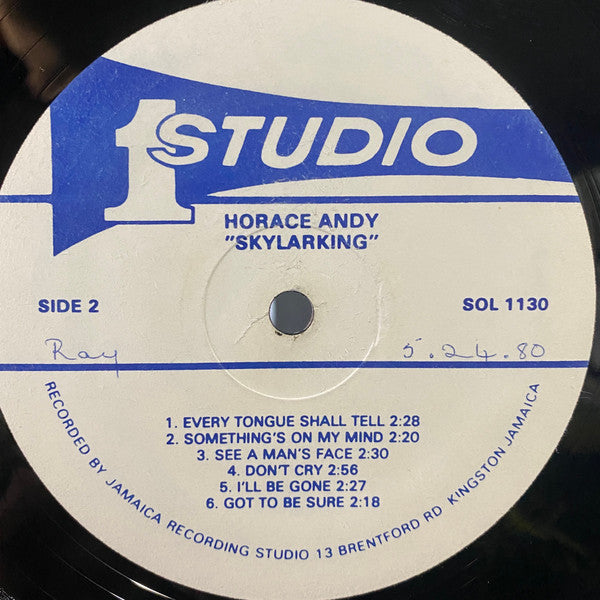 1 STUDIO
HORACE ANDY
"SKYLARKING"
SIDE 2
SOL 1130
Ray
5.24.80
1. EVERY TONGUE SHALL TELL 2:28
2. SOMETHING'S ON MY MIND 2:20
3. SEE A MAN'S FACE 2:30
4. DON'T CRY 2:56
5. I'LL BE GONE 2:27
6. GOT TO BE SURE 2:18
RECORDED BY JAMAICA RECORDING STUDIO 13 BRENTFORD RD KINGSTON JAMAICA